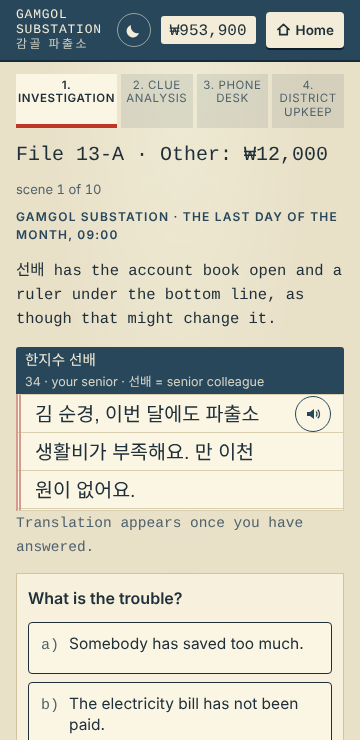 GAMGOL
SUBSTATION
감골 파출소
₩953,900
Home
1.
INVESTIGATION
2. CLUE
ANALYSIS
3. PHONE
DESK
4.
DISTRICT
UPKEEP
File 13-A · Other: ₩12,000
scene 1 of 10
GAMGOL SUBSTATION · THE LAST DAY OF THE
MONTH, 09:00
선배 has the account book open and a
ruler under the bottom line, as
though that might change it.
한지수 선배
34 · your senior · 선배 = senior colleague
김 순경, 이번 달에도 파출소
생활비가 부족해요. 만 이천
원이 없어요.
Translation appears once you have
answered.
What is the trouble?
a) Somebody has saved too much.
b) The electricity bill has not been
paid.